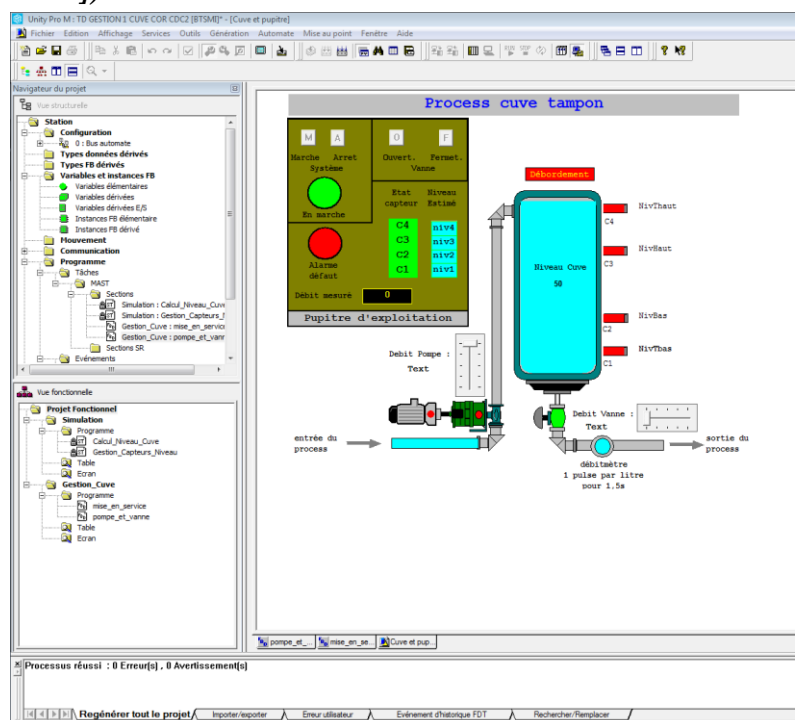 Unity Pro M : TD GESTION1 CUVE COR CDC2 [BTSMI]* - [Cuve et pupitre]
Fichier Edition Affichage Services Outils Génération Automate Mise au point Fenêtre Aide
Navigateur du projet
Vue structurelle
Station
Configuration
0 : Bus automate
Types données dérivés
Types FB dérivés
Variables et instances FB
Variables élémentaires
Variables dérivées
Variables dérivées E/S
Instances FB élémentaire
Instances FB dérivé
Mouvement
Communication
Programme
Tâches
MAST
Sections
Simulation : Calcul_Niveau_Cuve
Simulation : Gestion_Capteurs_
Gestion_Cuve : mise_en_servic
Gestion_Cuve : pompe_et_vann
Sections SR
Evénements
Vue fonctionnelle
Projet Fonctionnel
Simulation
Programme
Calcul_Niveau_Cuve
Gestion_Capteurs_Niveau
Table
Ecran
Gestion_Cuve
Programme
mise_en_service
pompe_et_vanne
Table
Ecran
Process cuve tampon
M A O F
Marche Arret Ouvert. Fermet.
Système Vanne
En marche
Etat Niveau
capteur Estimé
C4 niv4
C3 niv3
C2 niv2
C1 niv1
Alarme
défaut
Débit mesuré 0
Pupitre d'exploitation
Débordement
Niveau Cuve
50
NivThaut
C4
NivHaut
C3
NivBas
C2
NivTbas
C1
Debit Pompe :
Text
Debit Vanne :
Text
entrée du
process
sortie du
process
débitmètre
1 pulse par litre
pour 1,5s
pompe_et_... mise_en_se... Cuve et pup...
Processus réussi : 0 Erreur(s) , 0 Avertissement(s)
Regénérer tout le projet Importer/exporter Erreur utilisateur Evénement d'historique FDT Rechercher/Remplacer